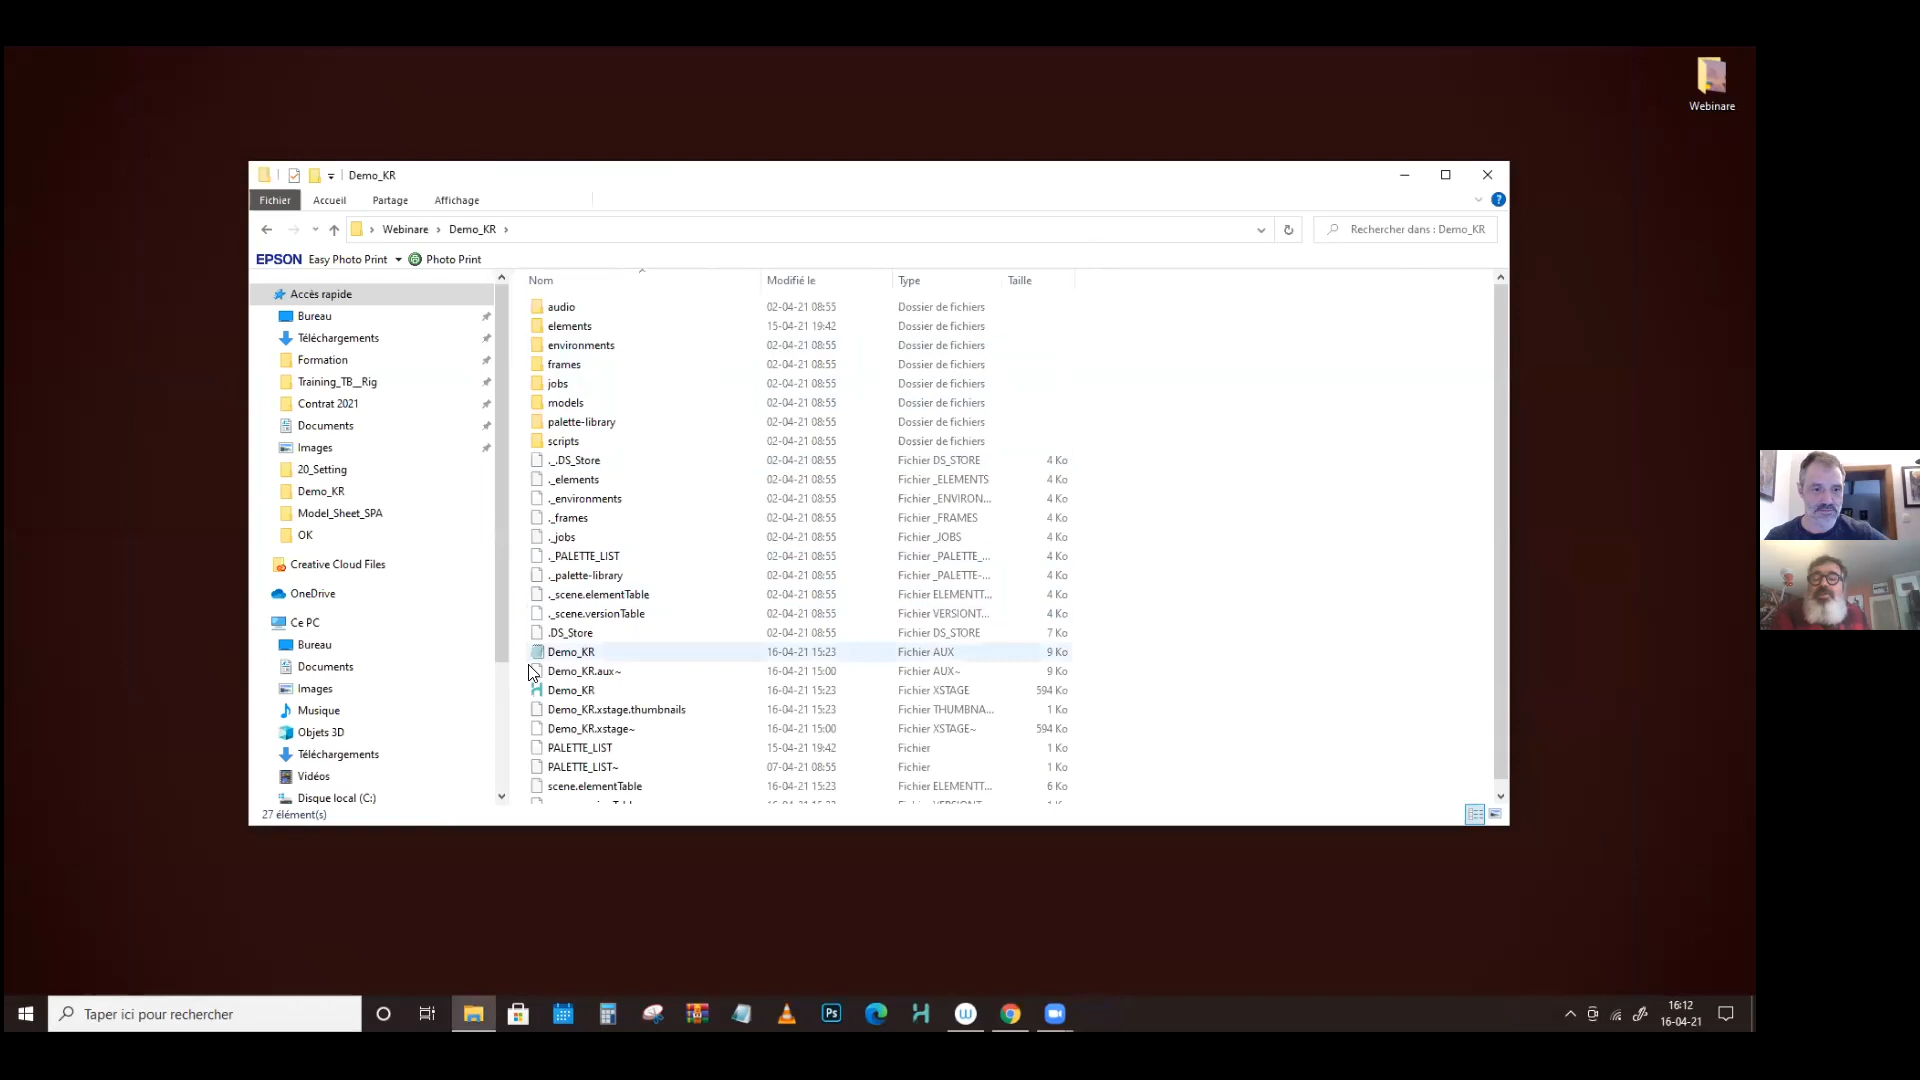 Webinare
Demo_KR
Fichier Accueil Partage Affichage
Webinare Demo_KR
Rechercher dans : Demo_KR
EPSON Easy Photo Print Photo Print
Accès rapide
Bureau
Téléchargements
Formation
Training_TB__Rig
Contrat 2021
Documents
Images
20_Setting
Demo_KR
Model_Sheet_SPA
OK
Creative Cloud Files
OneDrive
Ce PC
Bureau
Documents
Images
Musique
Objets 3D
Téléchargements
Vidéos
Disque local (C:)
Nom Modifié le Type Taille
audio 02-04-21 08:55 Dossier de fichiers
elements 15-04-21 19:42 Dossier de fichiers
environments 02-04-21 08:55 Dossier de fichiers
frames 02-04-21 08:55 Dossier de fichiers
jobs 02-04-21 08:55 Dossier de fichiers
models 02-04-21 08:55 Dossier de fichiers
palette-library 02-04-21 08:55 Dossier de fichiers
scripts 02-04-21 08:55 Dossier de fichiers
._.DS_Store 02-04-21 08:55 Fichier DS_STORE 4 Ko
._elements 02-04-21 08:55 Fichier _ELEMENTS 4 Ko
._environments 02-04-21 08:55 Fichier _ENVIRON... 4 Ko
._frames 02-04-21 08:55 Fichier _FRAMES 4 Ko
._jobs 02-04-21 08:55 Fichier _JOBS 4 Ko
._PALETTE_LIST 02-04-21 08:55 Fichier _PALETTE_... 4 Ko
._palette-library 02-04-21 08:55 Fichier _PALETTE-... 4 Ko
._scene.elementTable 02-04-21 08:55 Fichier ELEMENTT... 4 Ko
._scene.versionTable 02-04-21 08:55 Fichier VERSIONT... 4 Ko
.DS_Store 02-04-21 08:55 Fichier DS_STORE 7 Ko
Demo_KR 16-04-21 15:23 Fichier AUX 9 Ko
Demo_KR.aux~ 16-04-21 15:00 Fichier AUX~ 9 Ko
Demo_KR 16-04-21 15:23 Fichier XSTAGE 594 Ko
Demo_KR.xstage.thumbnails 16-04-21 15:23 Fichier THUMBNA... 1 Ko
Demo_KR.xstage~ 16-04-21 15:00 Fichier XSTAGE~ 594 Ko
PALETTE_LIST 15-04-21 19:42 Fichier 1 Ko
PALETTE_LIST~ 07-04-21 08:55 Fichier 1 Ko
scene.elementTable 16-04-21 15:23 Fichier ELEMENTT... 6 Ko
27 élément(s)
Taper ici pour rechercher
Ps
16:12
16-04-21